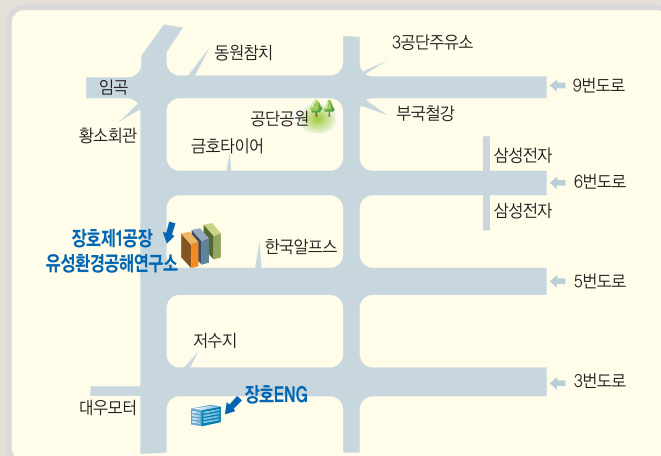 3공단주유소
동원참치
임곡
9번도로
공단공원
부국철강
황소회관
금호타이어
삼성전자
6번도로
삼성전자
장호제1공장
유성환경공해연구소
한국알프스
5번도로
저수지
3번도로
장호ENG
대우모터